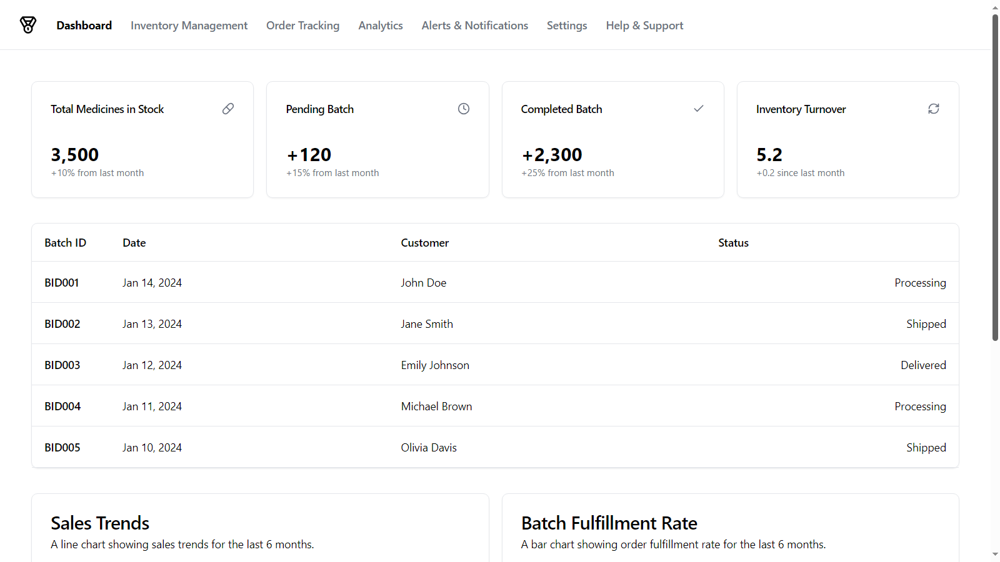 Dashboard Inventory Management Order Tracking Analytics Alerts & Notifications Settings Help & Support
Total Medicines in Stock
3,500
+10% from last month
Pending Batch
+120
+15% from last month
Completed Batch
+2,300
+25% from last month
Inventory Turnover
5.2
+0.2 since last month
Batch ID Date Customer Status
BID001 Jan 14, 2024 John Doe Processing
BID002 Jan 13, 2024 Jane Smith Shipped
BID003 Jan 12, 2024 Emily Johnson Delivered
BID004 Jan 11, 2024 Michael Brown Processing
BID005 Jan 10, 2024 Olivia Davis Shipped
Sales Trends
A line chart showing sales trends for the last 6 months.
Batch Fulfillment Rate
A bar chart showing order fulfillment rate for the last 6 months.